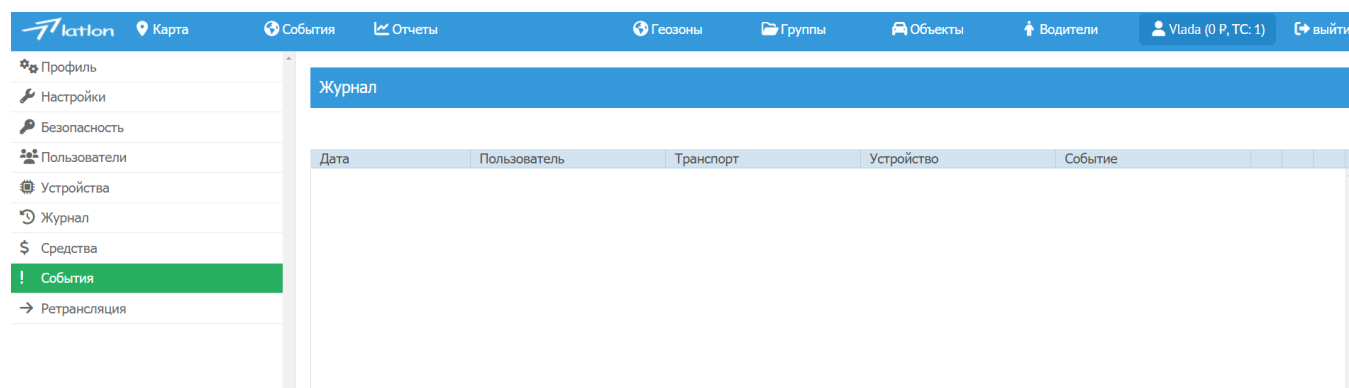 latlon Карта События Отчеты Геозоны Группы Объекты Водители Vlada (0 ₽, ТС: 1) выйти
Профиль
Журнал
Настройки
Безопасность
Пользователи
Дата Пользователь Транспорт Устройство Событие
Устройства
Журнал
$ Средства
! События
Ретрансляция